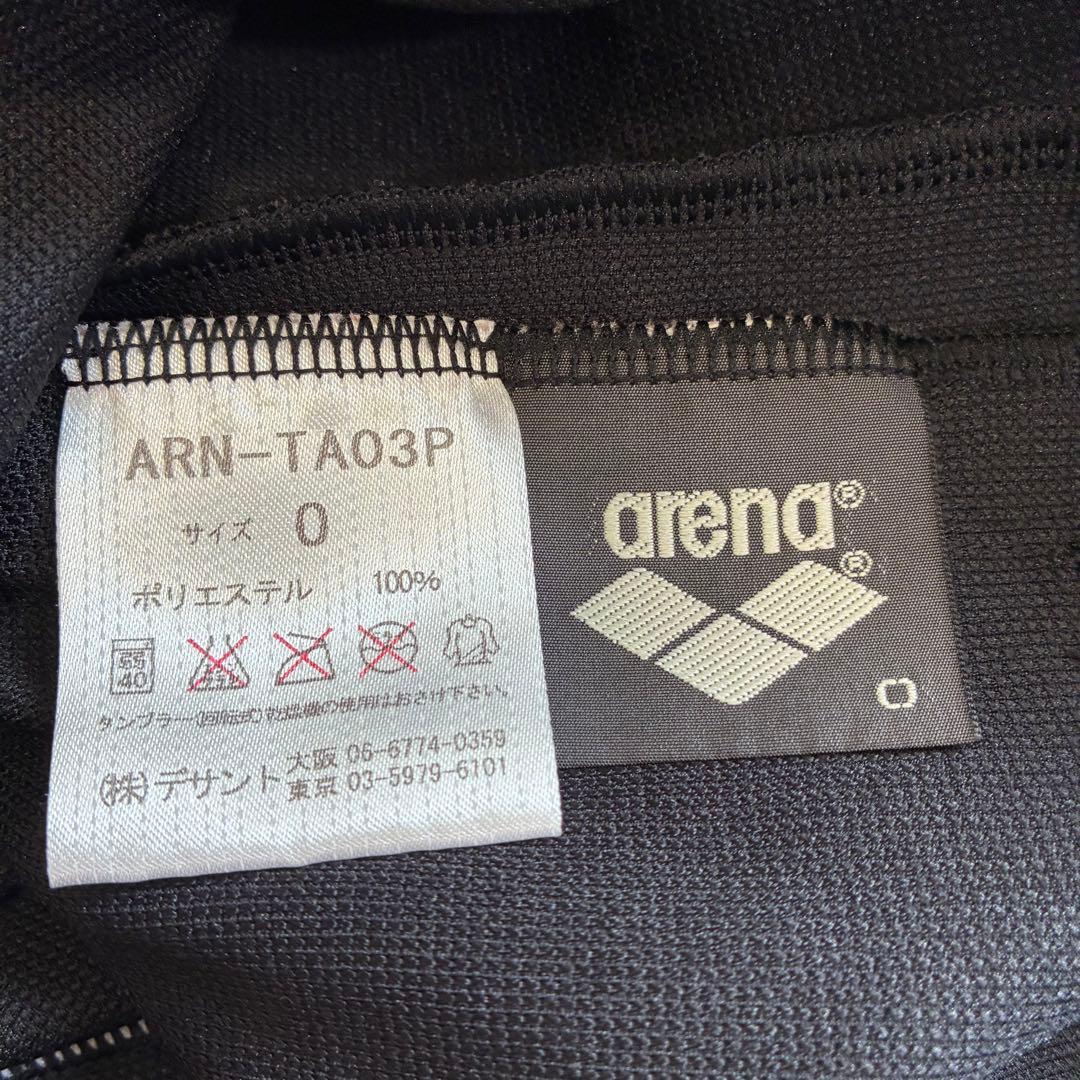 ARN-TA03P
サイズ 0
ポリエステル 100%
40
タンブラー(回転式)乾燥機の使用はおさけ下さい。
(株)デサント 大阪 06-6774-0359
東京 03-5979-6101
arena®
®
O